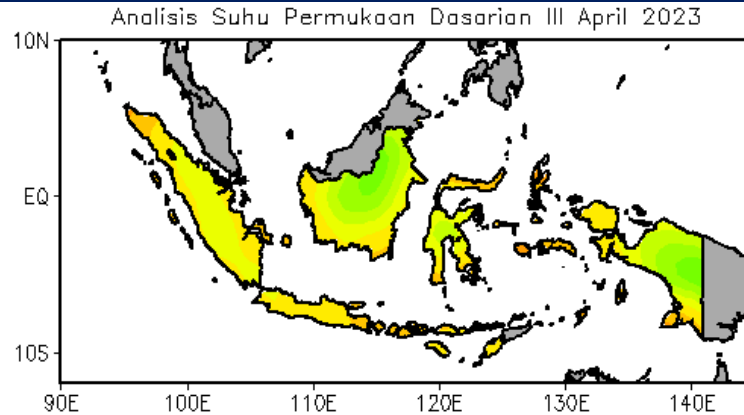 Analisis Suhu Permukaan Dasarian III April 2023
10N
EQ
10S
90E 100E 110E 120E 130E 140E